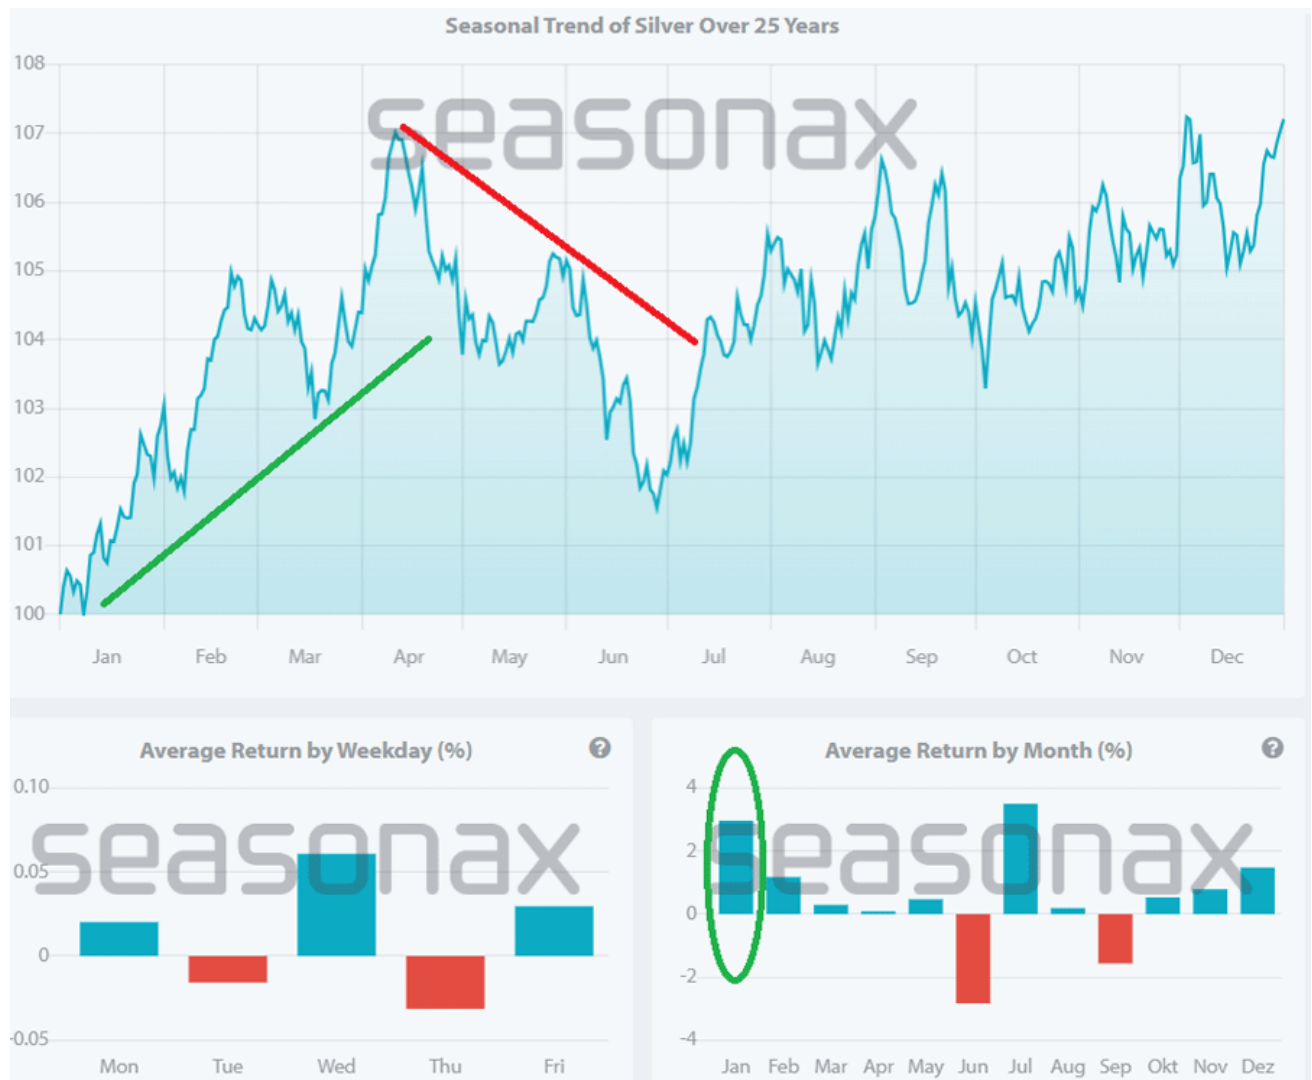 Seasonal Trend of Silver Over 25 Years
seasonax
108
107
106
105
104
103
102
101
100
Jan Feb Mar Apr May Jun Jul Aug Sep Oct Nov Dec
Average Return by Weekday (%) ?
seasonax
0.10
0.05
0
-0.05
Mon Tue Wed Thu Fri
Average Return by Month (%) ?
seasonax
4
2
0
-2
-4
Jan Feb Mar Apr May Jun Jul Aug Sep Okt Nov Dez